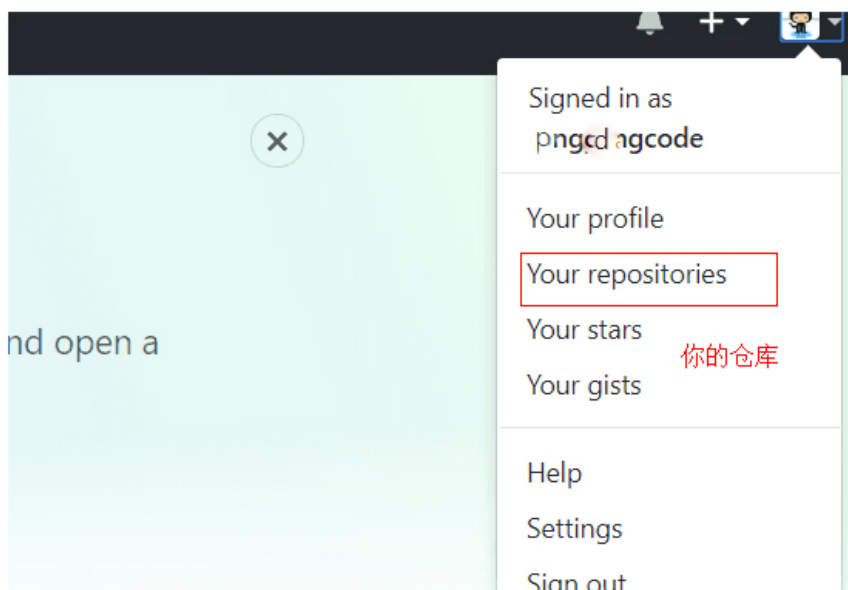 Signed in as
nd open a
Your profile
Your repositories
Your stars
你的仓库
Your gists
Help
Settings
Sign out